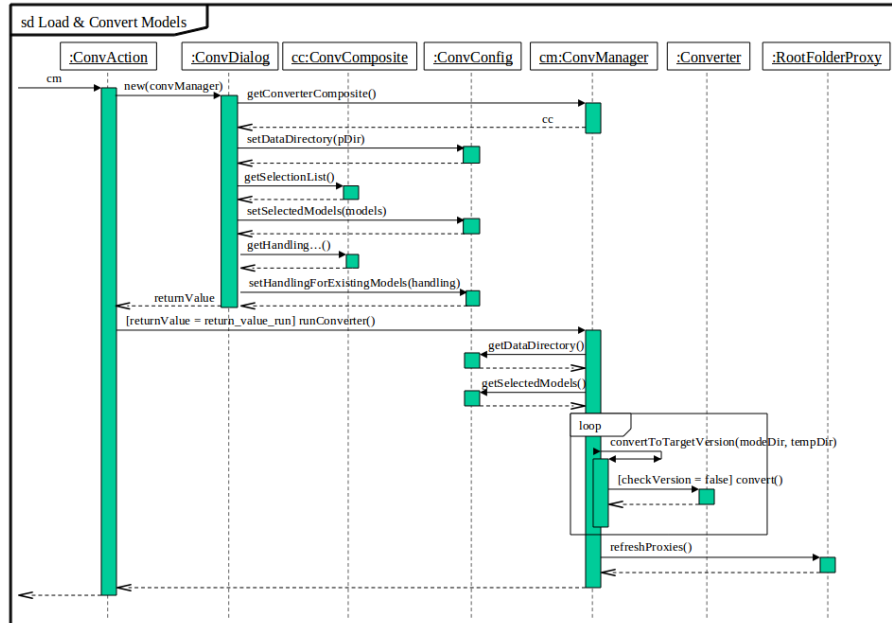 sd Load & Convert Models
:ConvAction
:ConvDialog
cc:ConvComposite
:ConvConfig
cm:ConvManager
:Converter
:RootFolderProxy
cm
new(convManager)
getConverterComposite()
cc
setDataDirectory(pDir)
getSelectionList()
setSelectedModels(models)
getHandling...()
setHandlingForExistingModels(handling)
returnValue
[returnValue = return_value_run] runConverter()
getDataDirectory()
getSelectedModels()
loop
convertToTargetVersion(modeDir, tempDir)
[checkVersion = false] convert()
refreshProxies()